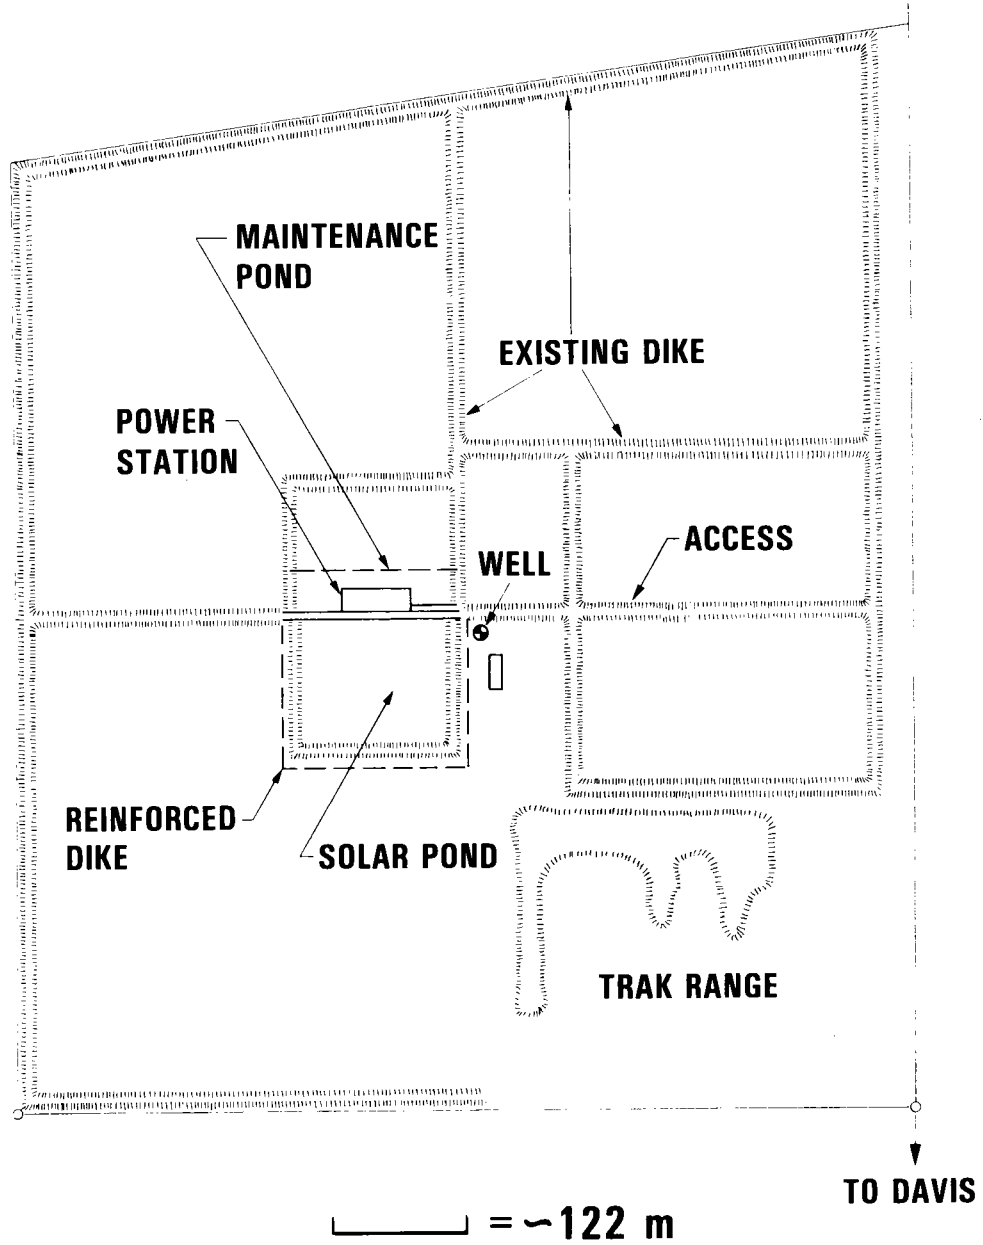 MAINTENANCE
POND
EXISTING DIKE
POWER
STATION
ACCESS
WELL
REINFORCED
DIKE
SOLAR POND
TRAK RANGE
TO DAVIS
= ~122 m